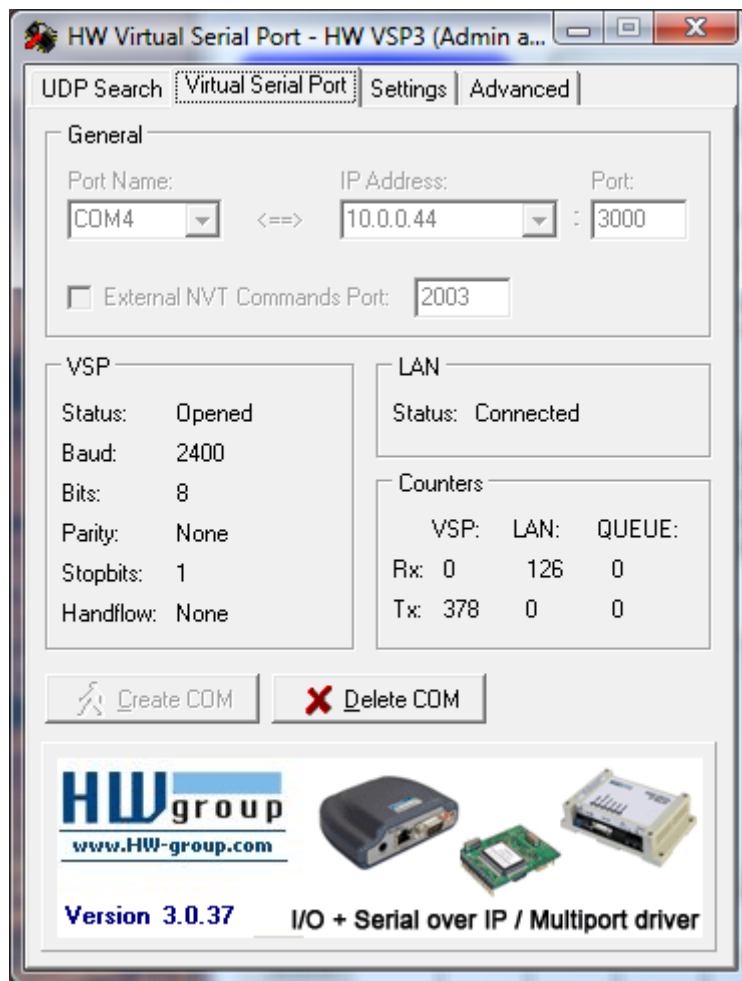 HW Virtual Serial Port - HW VSP3 (Admin a...
UDP Search Virtual Serial Port Settings Advanced
General
Port Name: IP Address: Port:
COM4 <==> 10.0.0.44 : 3000
External NVT Commands Port: 2003
VSP
Status: Opened
Baud: 2400
Bits: 8
Parity: None
Stopbits: 1
Handflow: None
LAN
Status: Connected
Counters
VSP: LAN: QUEUE:
Rx: 0 126 0
Tx: 378 0 0
Create COM Delete COM
HW group
www.HW-group.com
Version 3.0.37
I/O + Serial over IP / Multiport driver